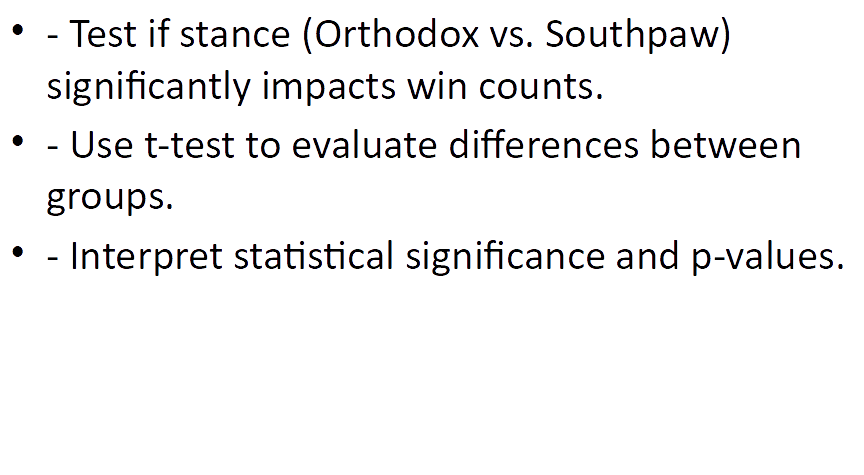 • - Test if stance (Orthodox vs. Southpaw)
significantly impacts win counts.
• - Use t-test to evaluate differences between
groups.
• - Interpret statistical significance and p-values.